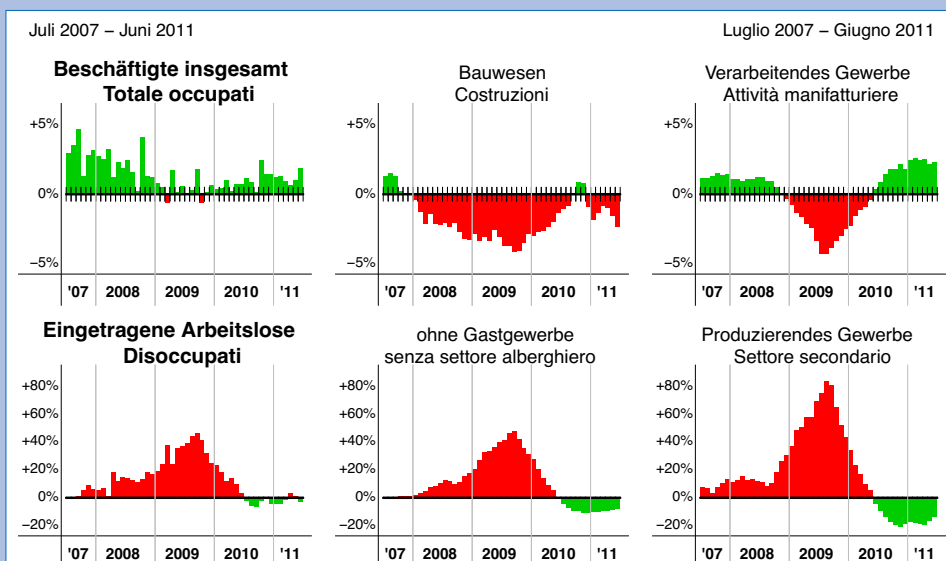 Juli 2007 – Juni 2011
Luglio 2007 – Giugno 2011
Beschäftigte insgesamt
Totale occupati
+5%
0%
−5%
'07 2008 2009 2010 '11
Bauwesen
Costruzioni
+5%
0%
−5%
'07 2008 2009 2010 '11
Verarbeitendes Gewerbe
Attività manifatturiere
+5%
0%
−5%
'07 2008 2009 2010 '11
Eingetragene Arbeitslose
Disoccupati
+80%
+60%
+40%
+20%
0%
−20%
'07 2008 2009 2010 '11
ohne Gastgewerbe
senza settore alberghiero
+80%
+60%
+40%
+20%
0%
−20%
'07 2008 2009 2010 '11
Produzierendes Gewerbe
Settore secondario
+80%
+60%
+40%
+20%
0%
−20%
'07 2008 2009 2010 '11